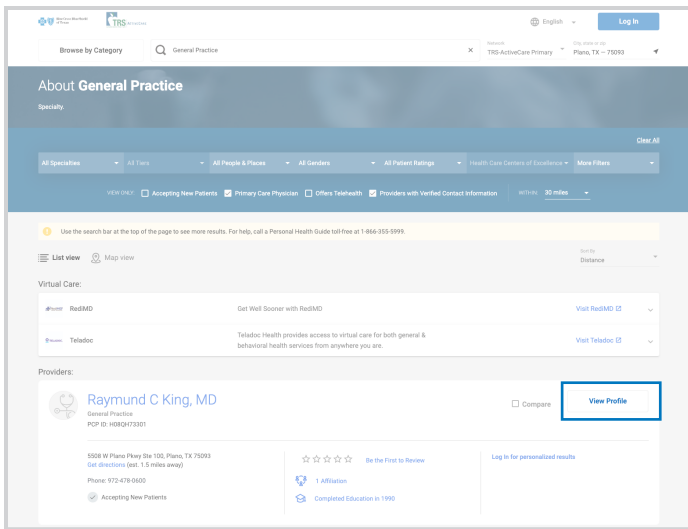 BlueCross BlueShield of Texas
TRS-ActiveCare
English
Log In
Browse by Category
General Practice
Network
TRS-ActiveCare Primary
City, state or zip
Plano, TX — 75093
About General Practice
Specialty.
Clear All
All Specialties
All Tiers
All People & Places
All Genders
All Patient Ratings
Health Care Centers of Excellence
More Filters
VIEW ONLY: Accepting New Patients Primary Care Physician Offers Telehealth Providers with Verified Contact Information WITHIN: 30 miles
Use the search bar at the top of the page to see more results. For help, call a Personal Health Guide toll-free at 1-866-355-5999.
List view Map view
Sort By
Distance
Virtual Care:
RediMD
Get Well Sooner with RediMD
Visit RediMD
Teladoc
Teladoc Health provides access to virtual care for both general &
behavioral health services from anywhere you are.
Visit Teladoc
Providers:
Raymund C King, MD
General Practice
PCP ID: H08QH73301
Compare
View Profile
5508 W Plano Pkwy Ste 100, Plano, TX 75093
Get directions (est. 1.5 miles away)
Phone: 972-478-0600
Accepting New Patients
Be the First to Review
1 Affiliation
Completed Education in 1990
Log In for personalized results